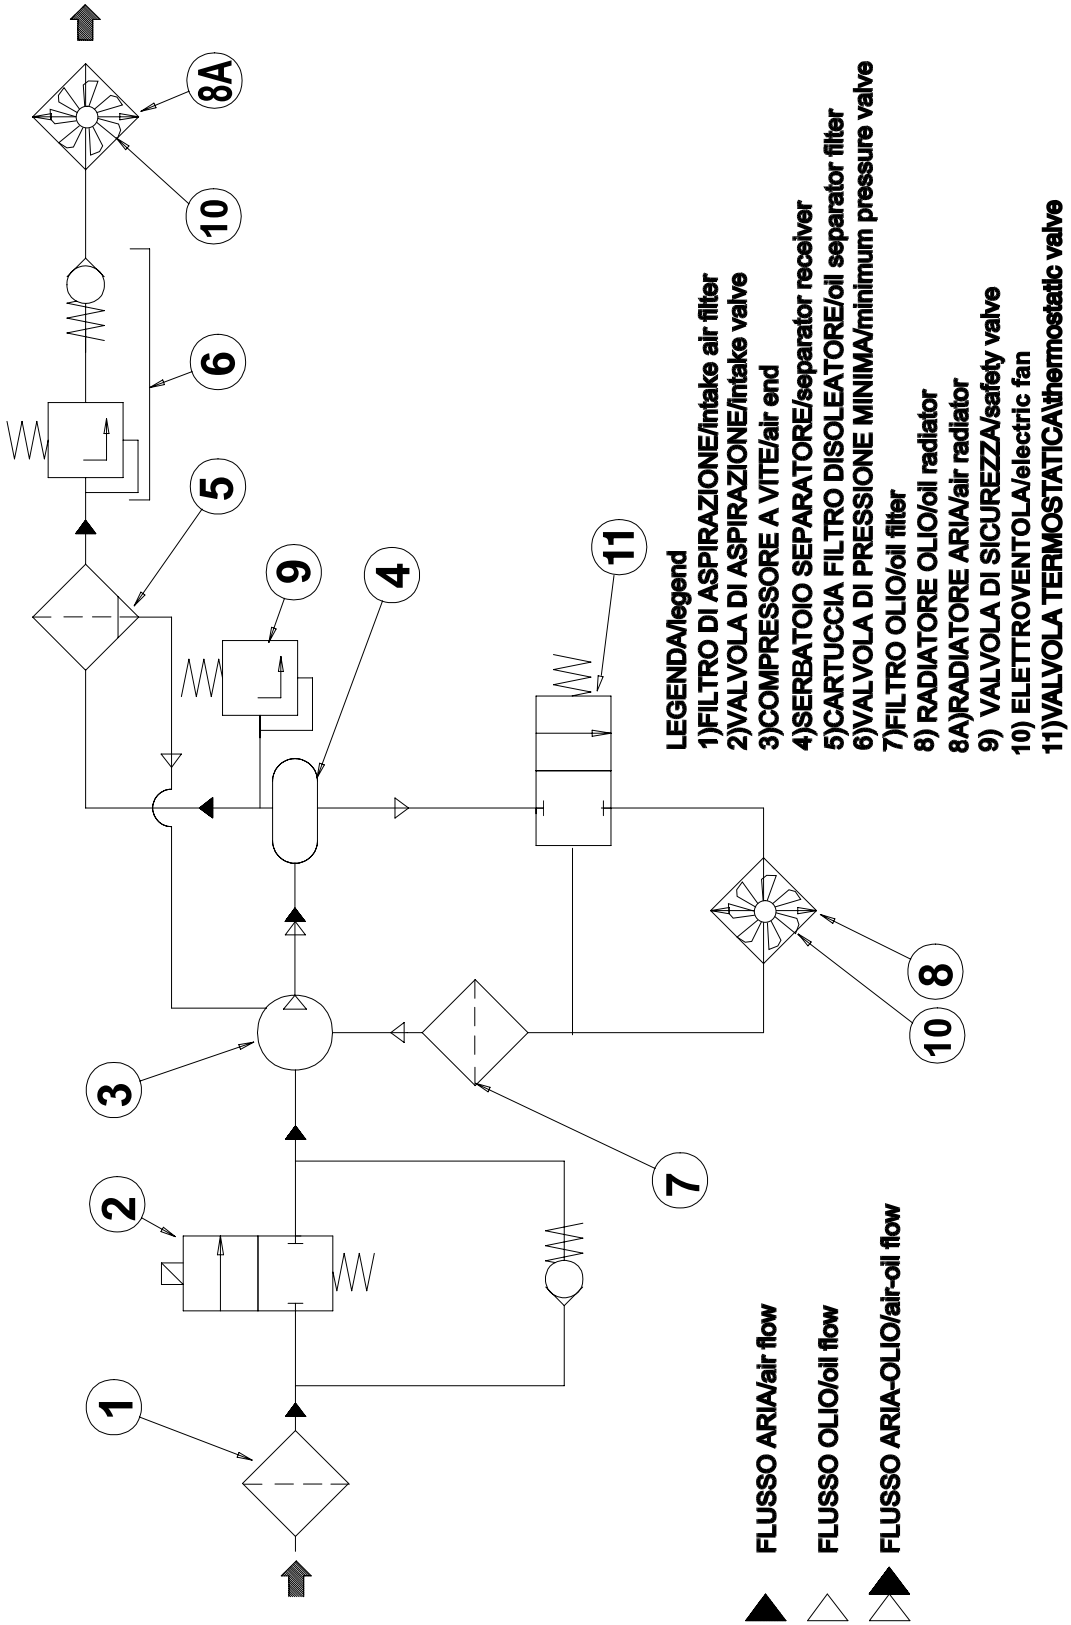 1
2
3
4
5
6
7
8
8A
9
10
10
11
LEGENDA/legend
1)FILTRO DI ASPIRAZIONE/intake air filter
2)VALVOLA DI ASPIRAZIONE/intake valve
3)COMPRESSORE A VITE/air end
4)SERBATOIO SEPARATORE/separator receiver
5)CARTUCCIA FILTRO DISOLEATORE/oil separator filter
6)VALVOLA DI PRESSIONE MINIMA/minimum pressure valve
7)FILTRO OLIO/oil filter
8) RADIATORE OLIO/oil radiator
8A)RADIATORE ARIA/air radiator
9) VALVOLA DI SICUREZZA/safety valve
10) ELETTROVENTOLA/electric fan
11)VALVOLA TERMOSTATICA\thermostatic valve
FLUSSO ARIA/air flow
FLUSSO OLIO/oil flow
FLUSSO ARIA-OLIO/air-oil flow